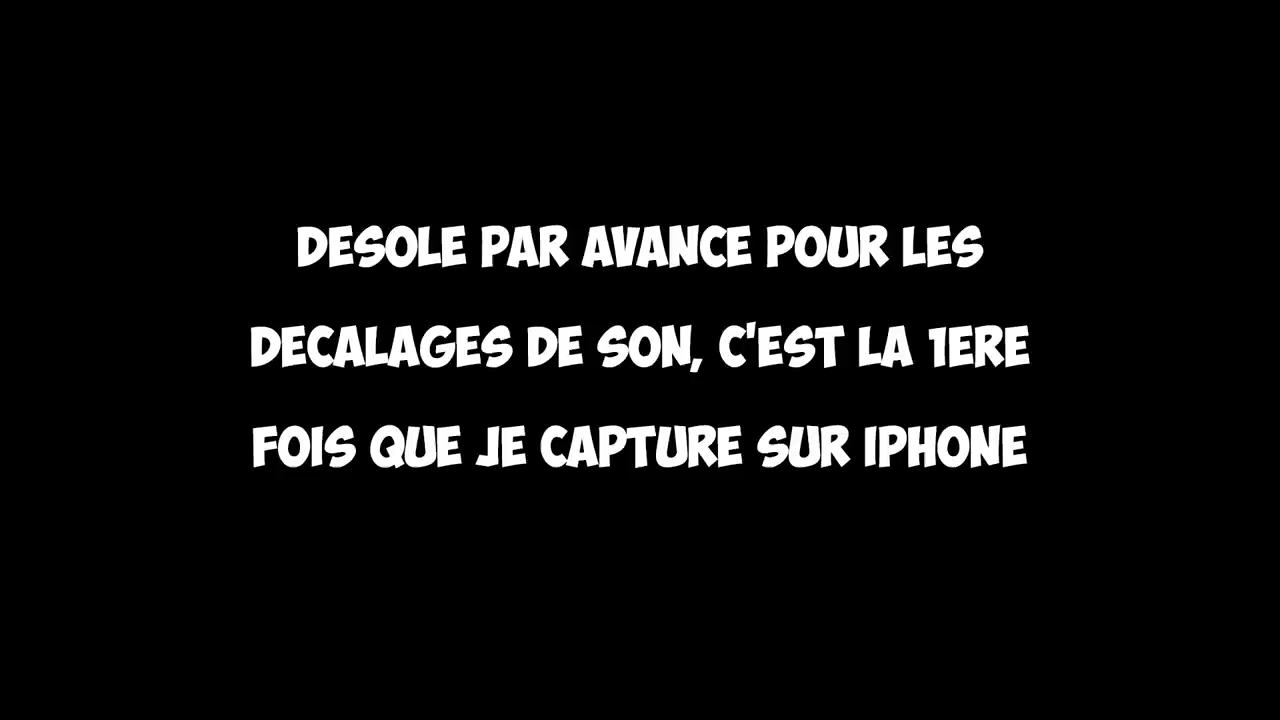 DESOLE PAR AVANCE POUR LES
DECALAGES DE SON, C'EST LA 1ERE
FOIS QUE JE CAPTURE SUR IPHONE